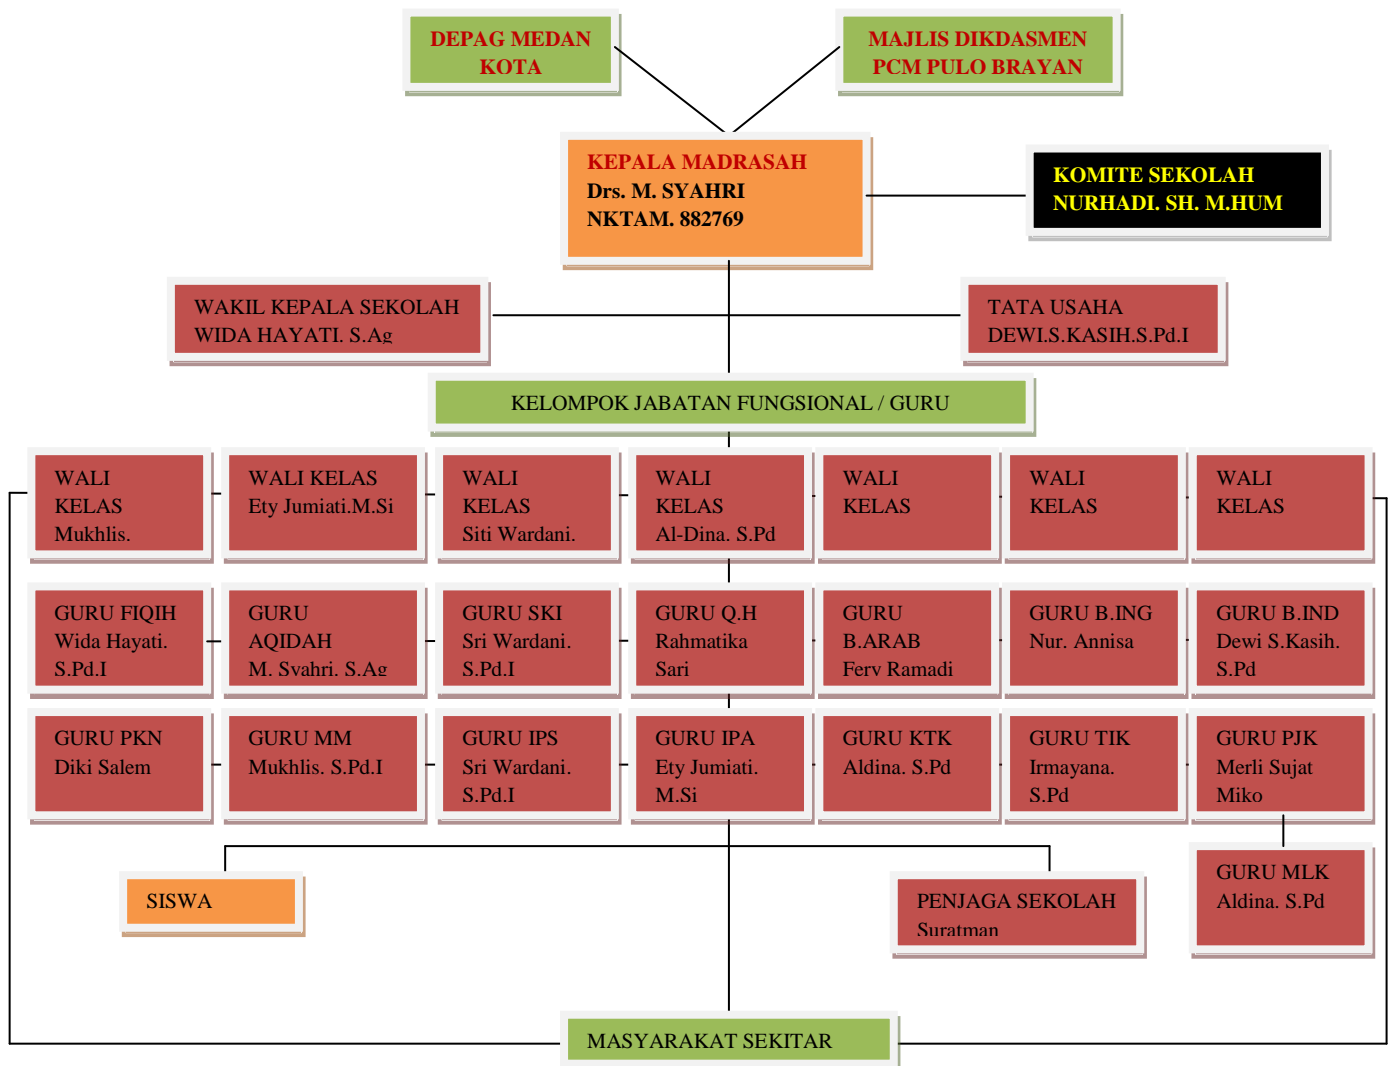 DEPAG MEDAN
KOTA
MAJLIS DIKDASMEN
PCM PULO BRAYAN
KEPALA MADRASAH
Drs. M. SYAHRI
NKTAM. 882769
KOMITE SEKOLAH
NURHADI. SH. M.HUM
WAKIL KEPALA SEKOLAH
WIDA HAYATI. S.Ag
TATA USAHA
DEWI.S.KASIH.S.Pd.I
KELOMPOK JABATAN FUNGSIONAL / GURU
WALI
KELAS
Mukhlis.
WALI KELAS
Ety Jumiati.M.Si
WALI
KELAS
Siti Wardani.
WALI
KELAS
Al-Dina. S.Pd
WALI
KELAS
WALI
KELAS
WALI
KELAS
GURU FIQIH
Wida Hayati.
S.Pd.I
GURU
AQIDAH
M. Syahri. S.Ag
GURU SKI
Sri Wardani.
S.Pd.I
GURU Q.H
Rahmatika
Sari
GURU
B.ARAB
Fery Ramadi
GURU B.ING
Nur. Annisa
GURU B.IND
Dewi S.Kasih.
S.Pd
GURU PKN
Diki Salem
GURU MM
Mukhlis. S.Pd.I
GURU IPS
Sri Wardani.
S.Pd.I
GURU IPA
Ety Jumiati.
M.Si
GURU KTK
Aldina. S.Pd
GURU TIK
Irmayana.
S.Pd
GURU PJK
Merli Sujat
Miko
GURU MLK
Aldina. S.Pd
SISWA
PENJAGA SEKOLAH
Suratman
MASYARAKAT SEKITAR